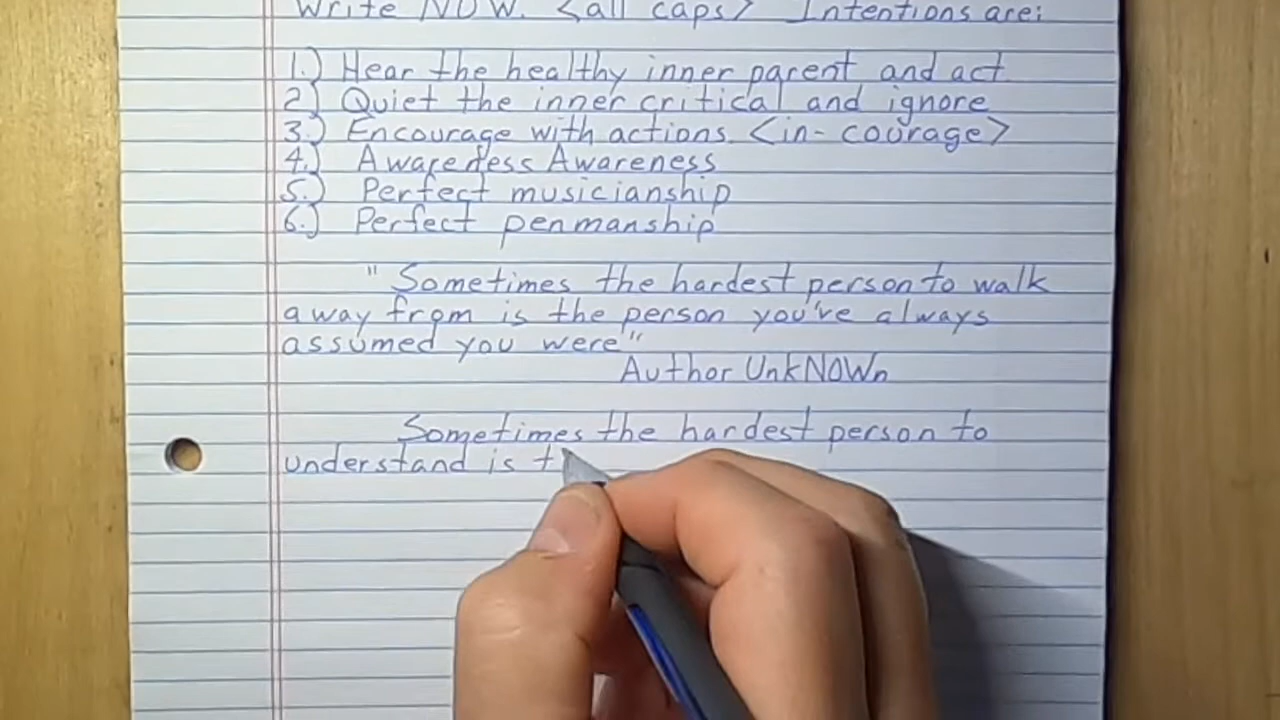 Write NOW. <all caps> Intentions are:
1.) Hear the healthy inner parent and act
2.) Quiet the inner critical and ignore
3.) Encourage with actions. <in-courage>
4.) Awareness Awareness
5.) Perfect musicianship
6.) Perfect penmanship
"Sometimes the hardest person to walk
away from is the person you've always
assumed you were"
Author UnkNOWn
Sometimes the hardest person to
understand is t